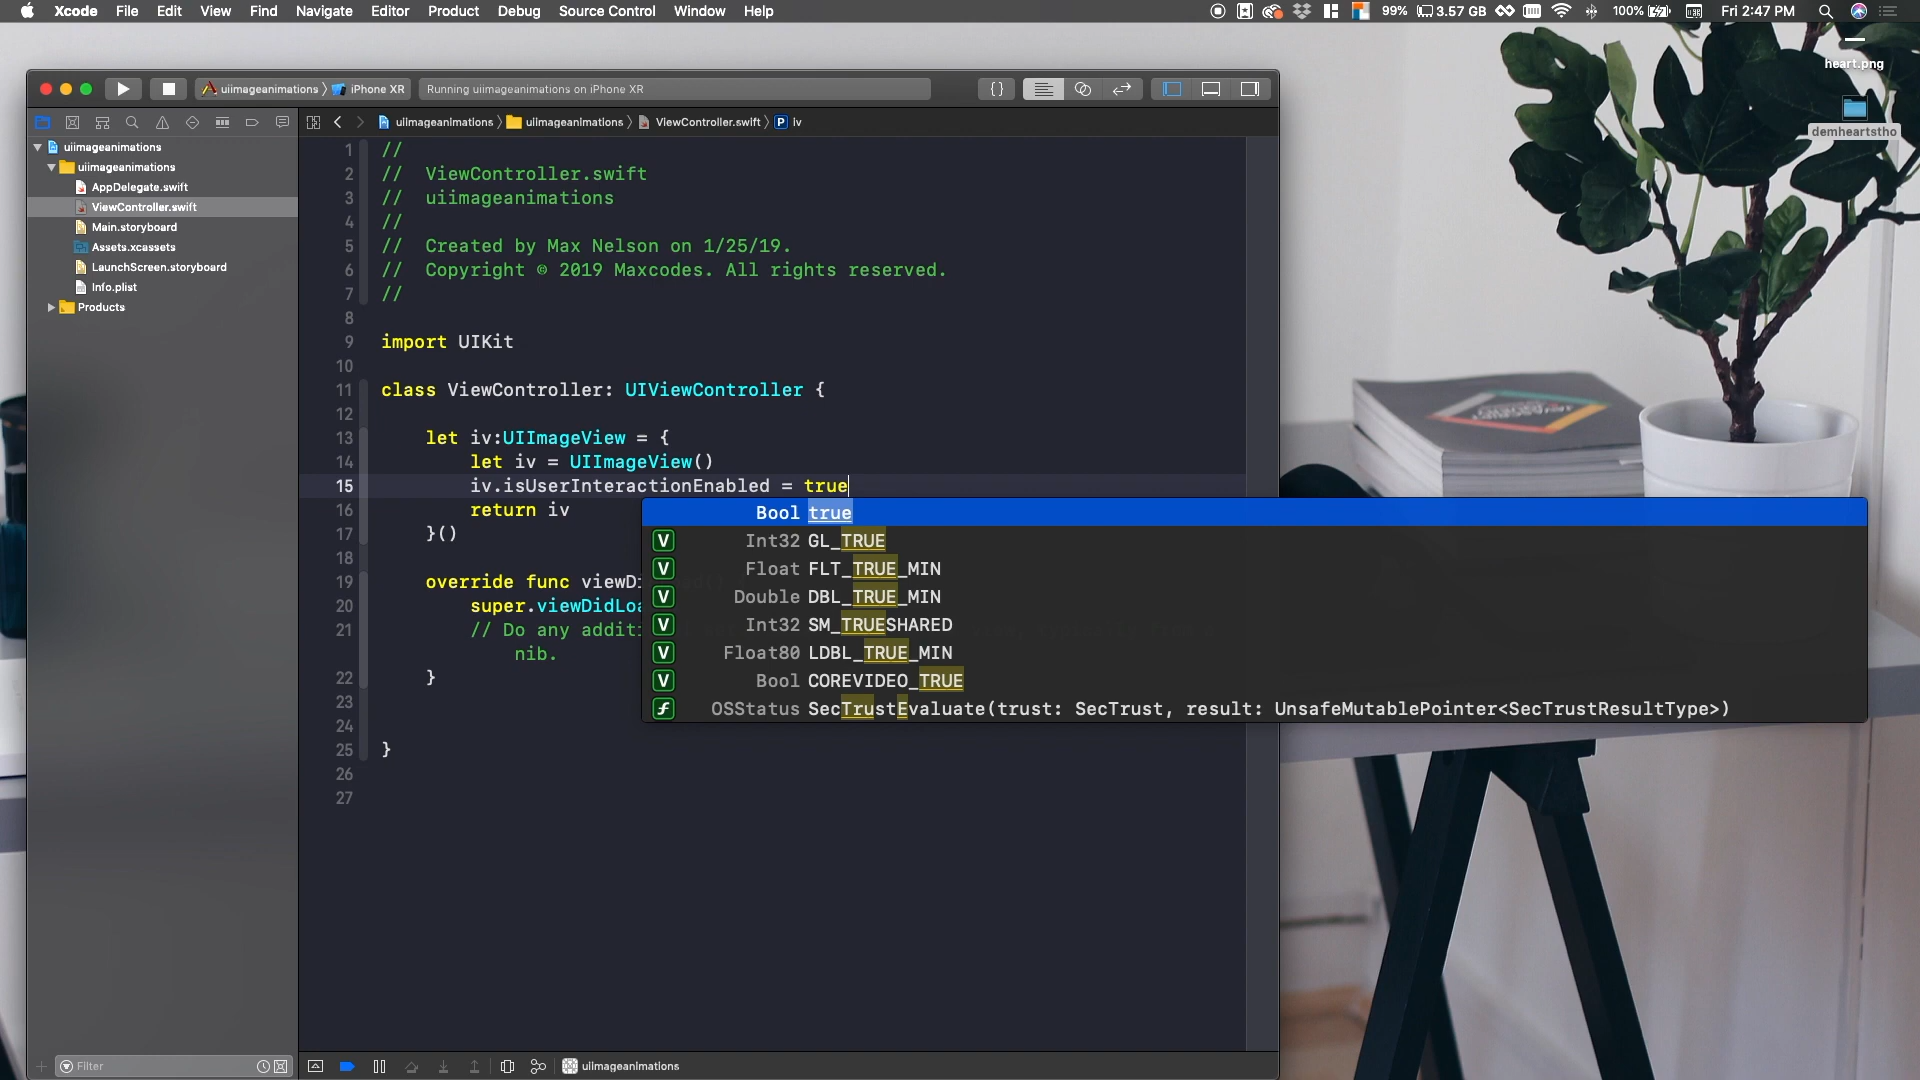 Xcode File Edit View Find Navigate Editor Product Debug Source Control Window Help 99% 3.57 GB 100% Fri 2:47 PM
heart.png
demheartstho
uiimageanimations iPhone XR Running uiimageanimations on iPhone XR {}
uiimageanimations uiimageanimations ViewController.swift P iv
uiimageanimations
uiimageanimations
AppDelegate.swift
ViewController.swift
Main.storyboard
Assets.xcassets
LaunchScreen.storyboard
Info.plist
Products
1 //
2 // ViewController.swift
3 // uiimageanimations
4 //
5 // Created by Max Nelson on 1/25/19.
6 // Copyright © 2019 Maxcodes. All rights reserved.
7 //
8
9 import UIKit
10
11 class ViewController: UIViewController {
12
13 let iv:UIImageView = {
14 let iv = UIImageView()
15 iv.isUserInteractionEnabled = true
16 return iv
17 }()
18
19 override func viewDi
20 super.viewDidLoa
21 // Do any additi
nib.
22 }
23
24
25 }
26
27
Bool true
V Int32 GL_TRUE
V Float FLT_TRUE_MIN
V Double DBL_TRUE_MIN
V Int32 SM_TRUESHARED
V Float80 LDBL_TRUE_MIN
V Bool COREVIDEO_TRUE
f OSStatus SecTrustEvaluate(trust: SecTrust, result: UnsafeMutablePointer<SecTrustResultType>)
Filter
uiimageanimations